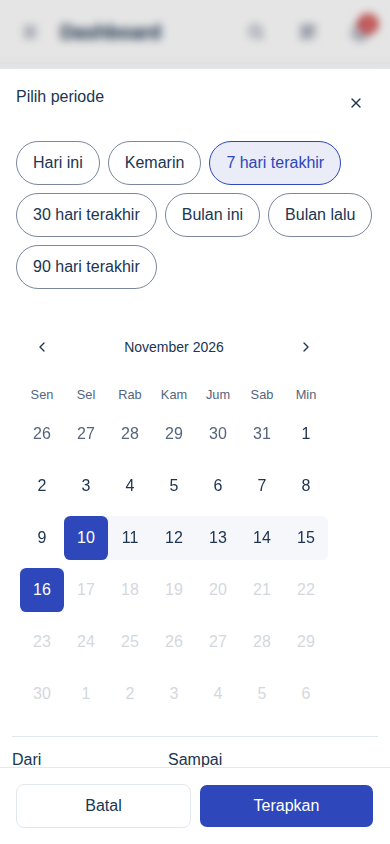 Dashboard
Pilih periode
Hari ini Kemarin 7 hari terakhir
30 hari terakhir Bulan ini Bulan lalu
90 hari terakhir
November 2026
Sen Sel Rab Kam Jum Sab Min
26 27 28 29 30 31 1
2 3 4 5 6 7 8
9 10 11 12 13 14 15
16 17 18 19 20 21 22
23 24 25 26 27 28 29
30 1 2 3 4 5 6
Dari Sampai
Batal Terapkan